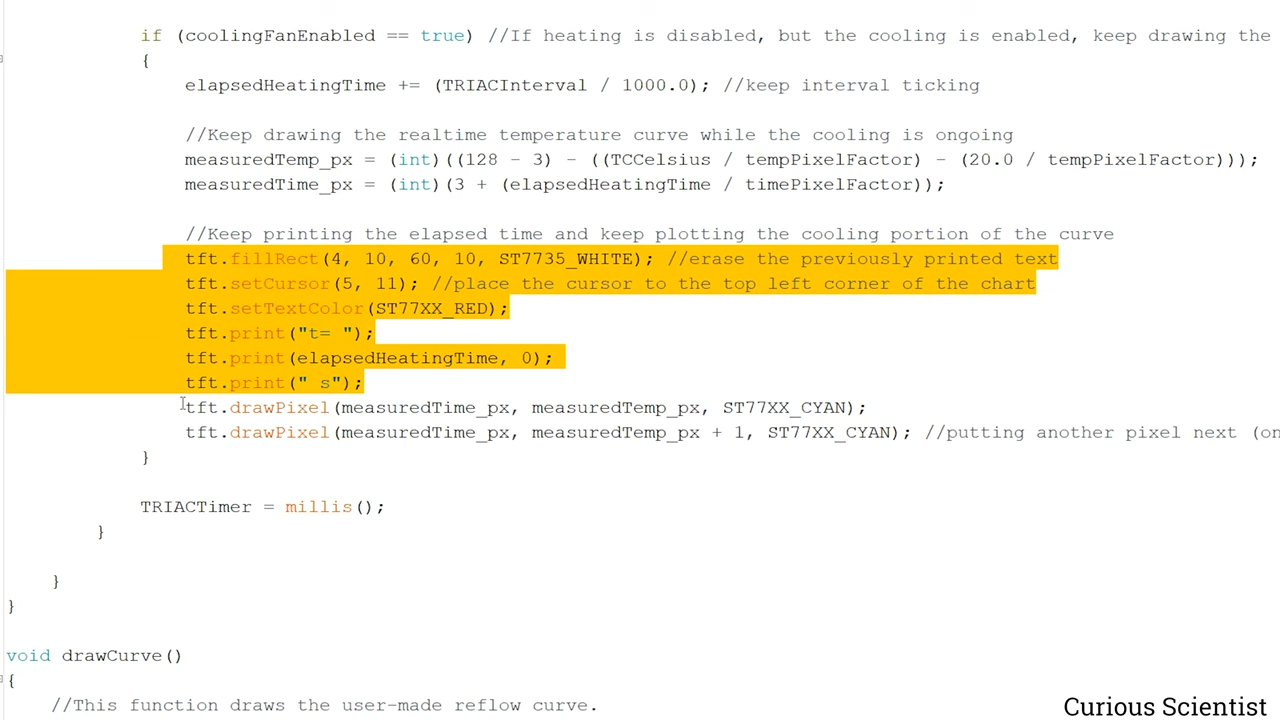 if (coolingFanEnabled == true) //If heating is disabled, but the cooling is enabled, keep drawing the
{
elapsedHeatingTime += (TRIACInterval / 1000.0); //keep interval ticking
//Keep drawing the realtime temperature curve while the cooling is ongoing
measuredTemp_px = (int)((128 - 3) - ((TCCelsius / tempPixelFactor) - (20.0 / tempPixelFactor)));
measuredTime_px = (int)(3 + (elapsedHeatingTime / timePixelFactor));
//Keep printing the elapsed time and keep plotting the cooling portion of the curve
tft.fillRect(4, 10, 60, 10, ST7735_WHITE); //erase the previously printed text
tft.setCursor(5, 11); //place the cursor to the top left corner of the chart
tft.setTextColor(ST77XX_RED);
tft.print("t= ");
tft.print(elapsedHeatingTime, 0);
tft.print(" s");
tft.drawPixel(measuredTime_px, measuredTemp_px, ST77XX_CYAN);
tft.drawPixel(measuredTime_px, measuredTemp_px + 1, ST77XX_CYAN); //putting another pixel next (on
}
TRIACTimer = millis();
}
}
}
void drawCurve()
{
//This function draws the user-made reflow curve.
Curious Scientist